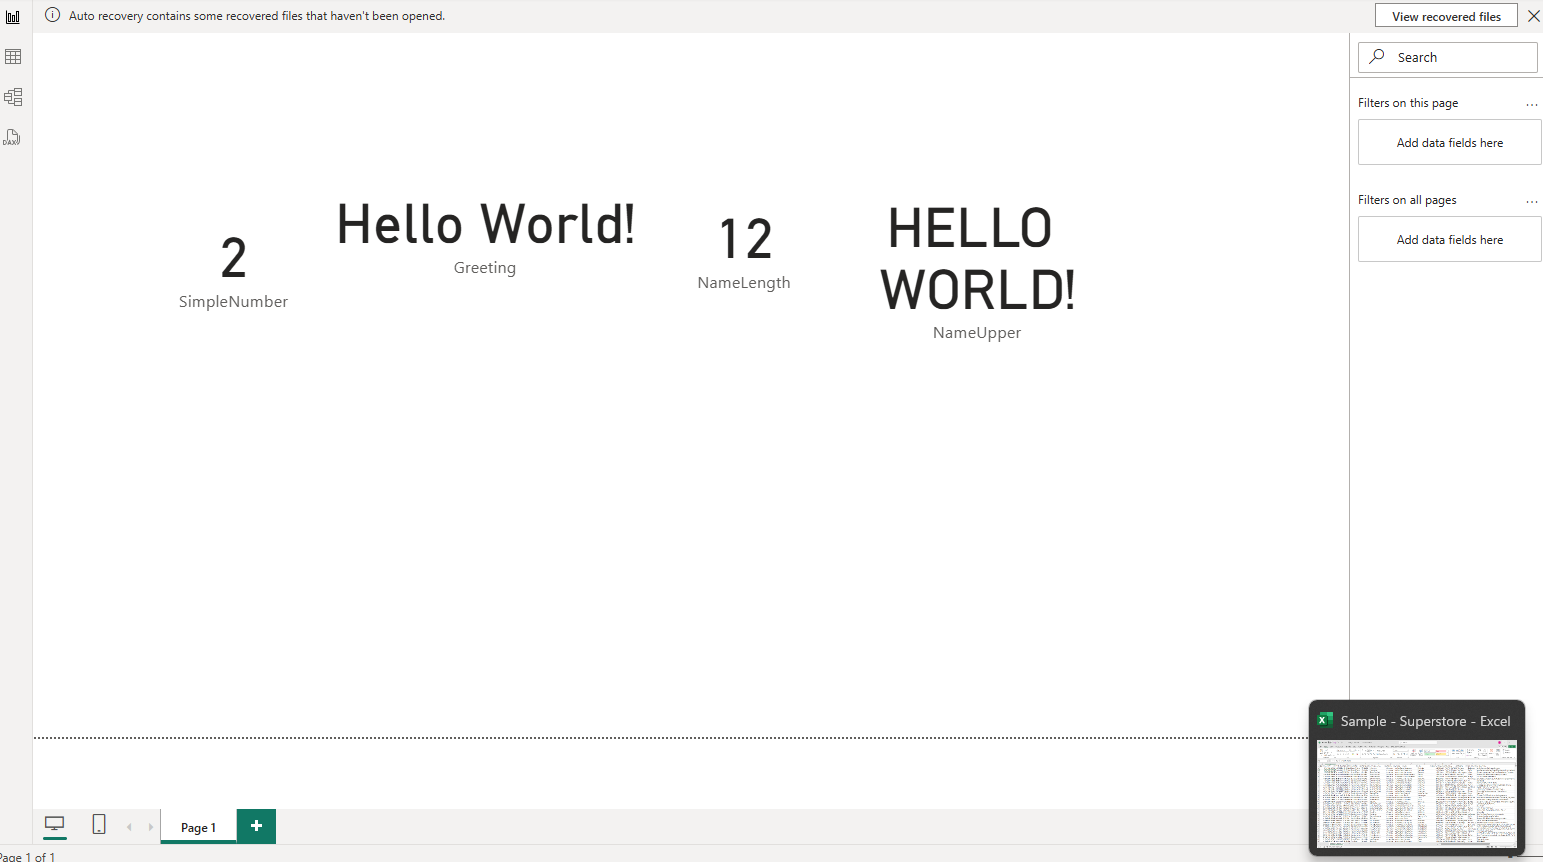 Auto recovery contains some recovered files that haven't been opened.
View recovered files
Search
Filters on this page
...
Add data fields here
Filters on all pages
...
Add data fields here
DAX
2
SimpleNumber
Hello World!
Greeting
12
NameLength
HELLO
WORLD!
NameUpper
Sample - Superstore - Excel
Page 1
Page 1 of 1